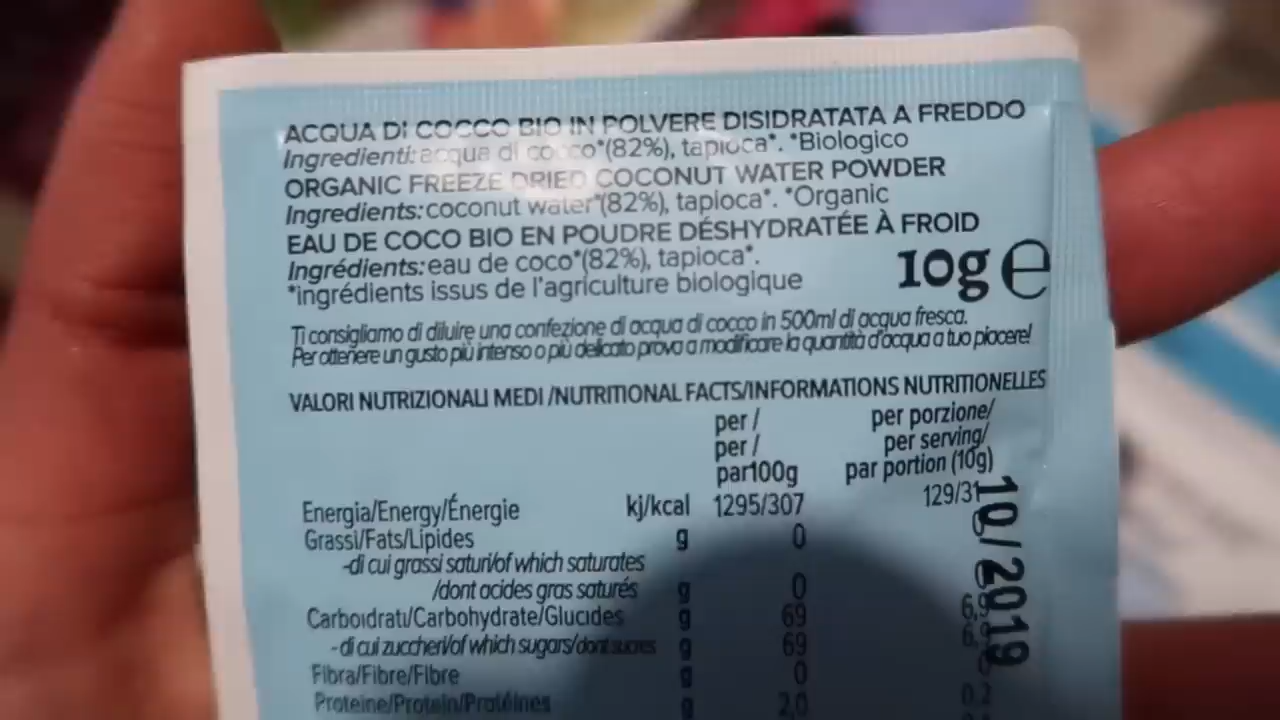 ACQUA DI COCCO BIO IN POLVERE DISIDRATATA A FREDDO
Ingredienti: acqua di cocco*(82%), tapioca*. *Biologico
ORGANIC FREEZE DRIED COCONUT WATER POWDER
Ingredients: coconut water*(82%), tapioca*. *Organic
EAU DE COCO BIO EN POUDRE DÉSHYDRATÉE À FROID
Ingrédients: eau de coco*(82%), tapioca*.
*ingrédients issus de l'agriculture biologique
10g e
Ti consigliamo di diluire una confezione di acqua di cocco in 500ml di acqua fresca.
Per ottenere un gusto più intenso o più delicato prova a modificare la quantità d'acqua a tuo piacere!
VALORI NUTRIZIONALI MEDI /NUTRITIONAL FACTS/INFORMATIONS NUTRITIONELLES
per / per porzione/
per / per serving/
par100g par portion (10g)
Energia/Energy/Énergie kj/kcal 1295/307 129/31
Grassi/Fats/Lipides g 0
-di cui grassi saturi/of which saturates
/dont acides gras saturés g 0
Carboidrati/Carbohydrate/Glucides g 69 6,9
-di cui zuccheri/of which sugars/dont sucres g 69 6,9
Fibra/Fibre/Fibre g 0
Proteine/Protein/Protéines g 2,0 0,2
10/2019